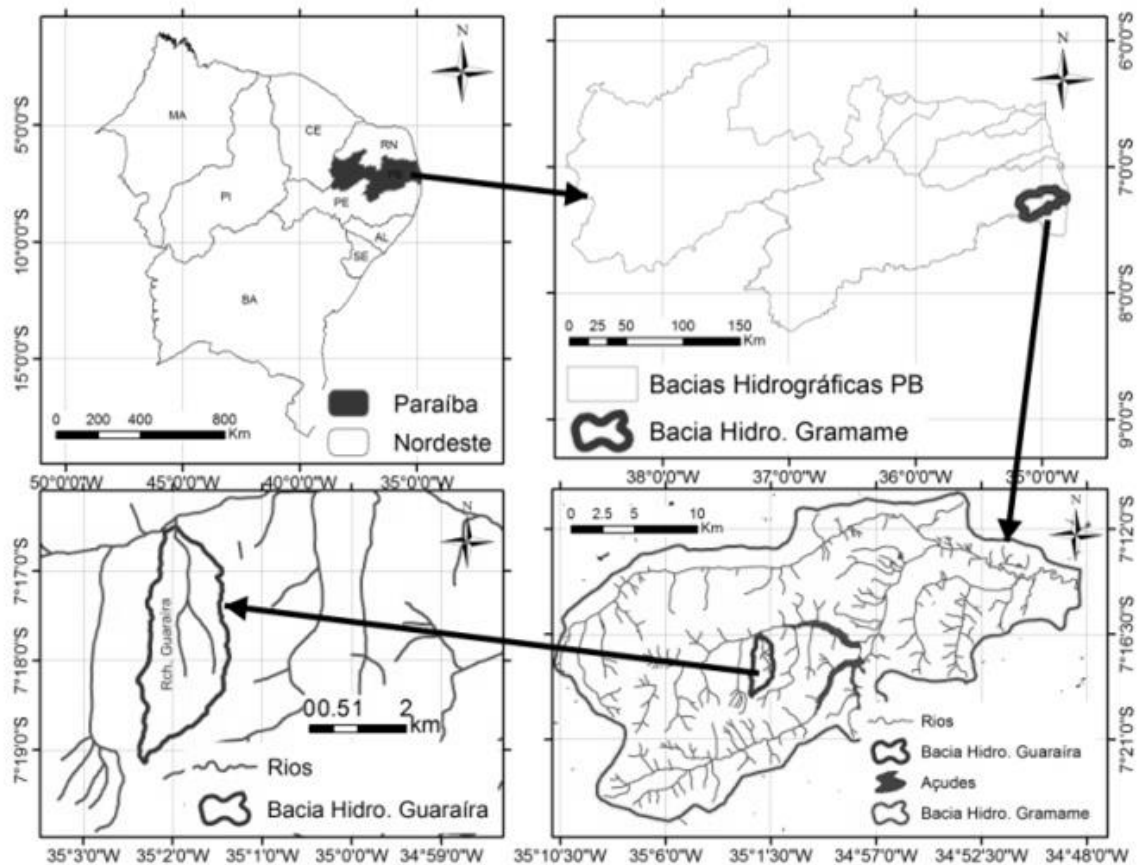 N
MA
CE
RN
PB
PI
PE
AL
SE
BA
5°0'0"S
10°0'0"S
15°0'0"S
0 200 400 800
Km
Paraíba
Nordeste
50°0'0"W 45°0'0"W 40°0'0"W 35°0'0"W
N
6°0'0"S
7°0'0"S
8°0'0"S
9°0'0"S
0 25 50 100 150
Km
Bacias Hidrográficas PB
Bacia Hidro. Gramame
38°0'0"W 37°0'0"W 36°0'0"W 35°0'0"W
N
7°17'0"S
7°18'0"S
7°19'0"S
Rch. Guaraíra
00.51 2
km
Rios
Bacia Hidro. Guaraíra
35°3'0"W 35°2'0"W 35°1'0"W 35°0'0"W 34°59'0"W
0 2.5 5 10
Km
N
7°12'0"S
7°16'30"S
7°21'0"S
Rios
Bacia Hidro. Guaraíra
Açudes
Bacia Hidro. Gramame
35°10'30"W 35°6'0"W 35°1'30"W 34°57'0"W 34°52'0"W 34°48'0"W